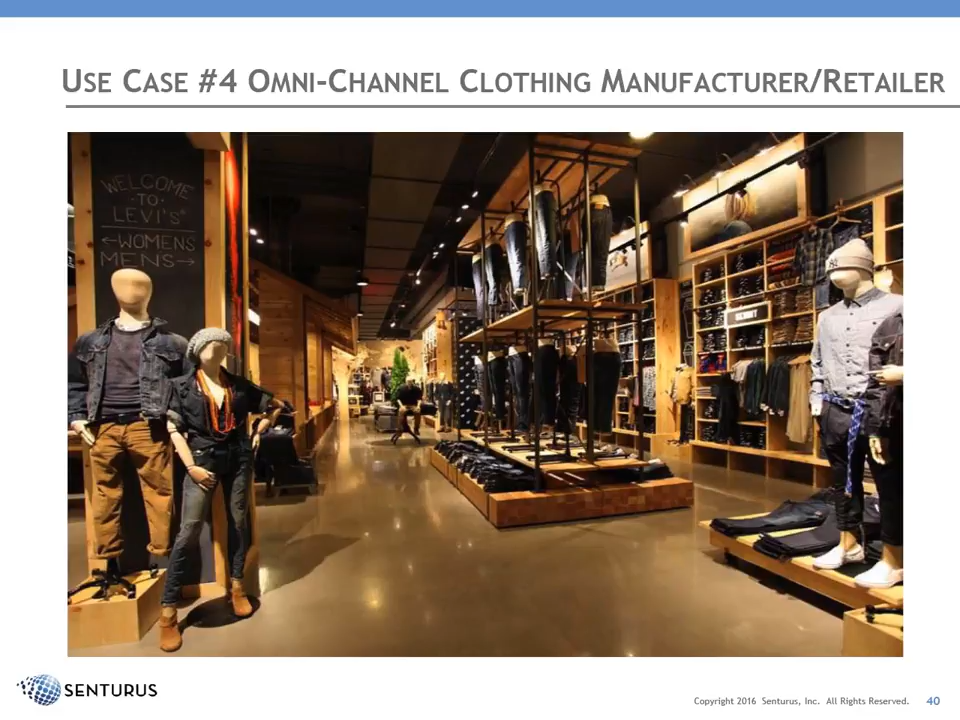 USE CASE #4 OMNI-CHANNEL CLOTHING MANUFACTURER/RETAILER
WELCOME
·TO·
LEVI'S®
←WOMENS
MENS→
SENTURUS
Copyright 2016 Senturus, Inc. All Rights Reserved.
40